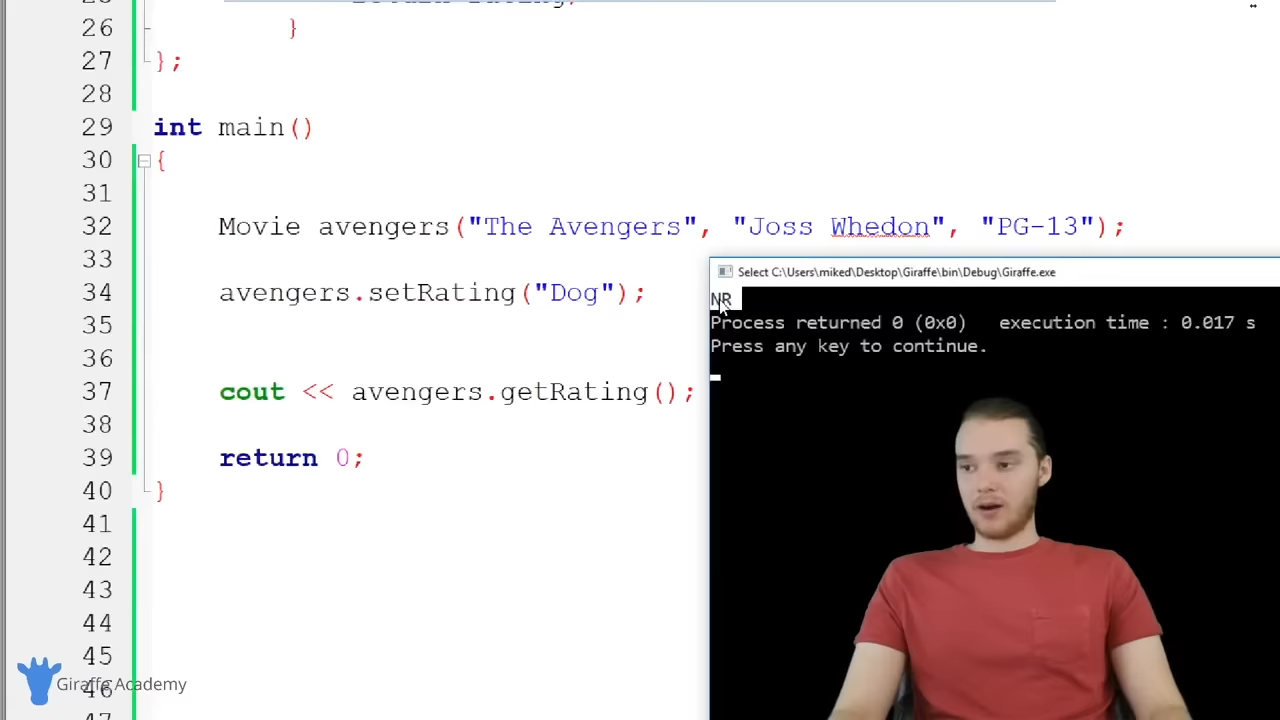 26 }
27 };
28
29 int main()
30 {
31
32 Movie avengers("The Avengers", "Joss Whedon", "PG-13");
33
34 avengers.setRating("Dog");
35
36
37 cout << avengers.getRating();
38
39 return 0;
40 }
41
42
43
44
45
46
Select C:\Users\miked\Desktop\Giraffe\bin\Debug\Giraffe.exe
NR
Process returned 0 (0x0) execution time : 0.017 s
Press any key to continue.
Giraffe Academy